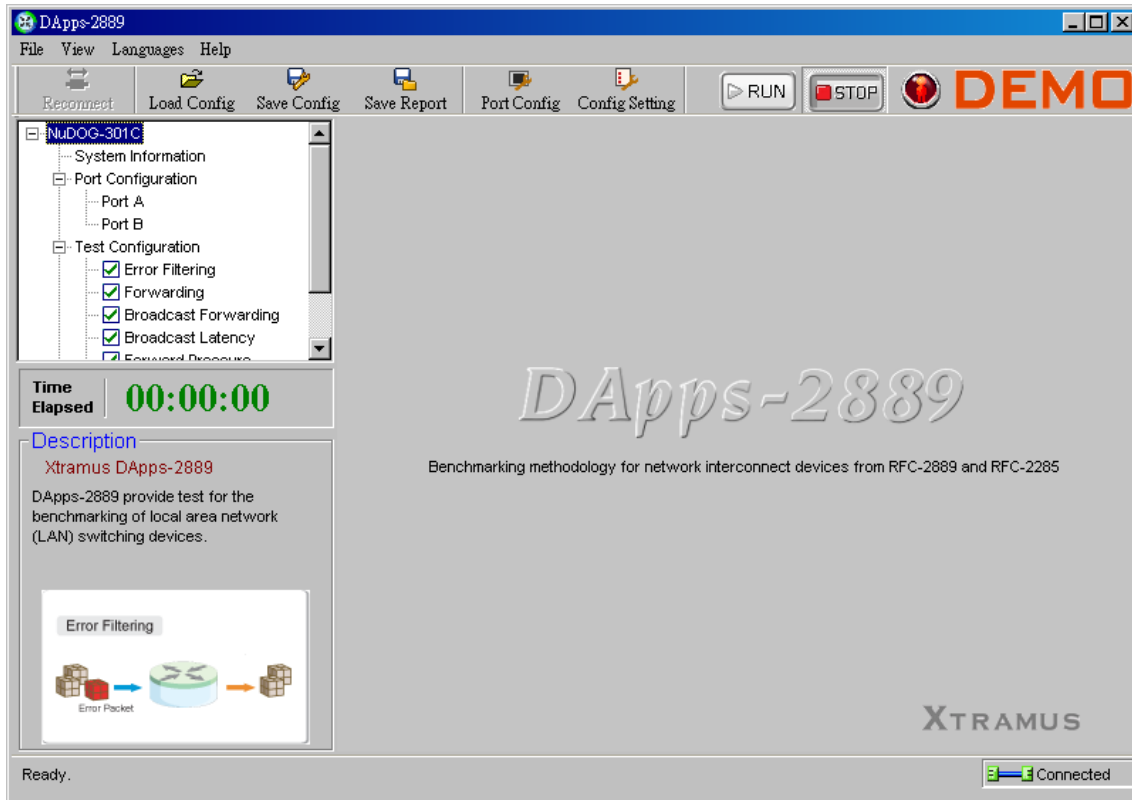 DApps-2889
File View Languages Help
Reconnect Load Config Save Config Save Report Port Config Config Setting RUN STOP DEMO
NuDOG-301C
System Information
Port Configuration
Port A
Port B
Test Configuration
Error Filtering
Forwarding
Broadcast Forwarding
Broadcast Latency
Forward Pressure
Time
Elapsed
00:00:00
Description
Xtramus DApps-2889
DApps-2889 provide test for the
benchmarking of local area network
(LAN) switching devices.
Error Filtering
Error Packet
DApps-2889
Benchmarking methodology for network interconnect devices from RFC-2889 and RFC-2285
XTRAMUS
Ready.
Connected